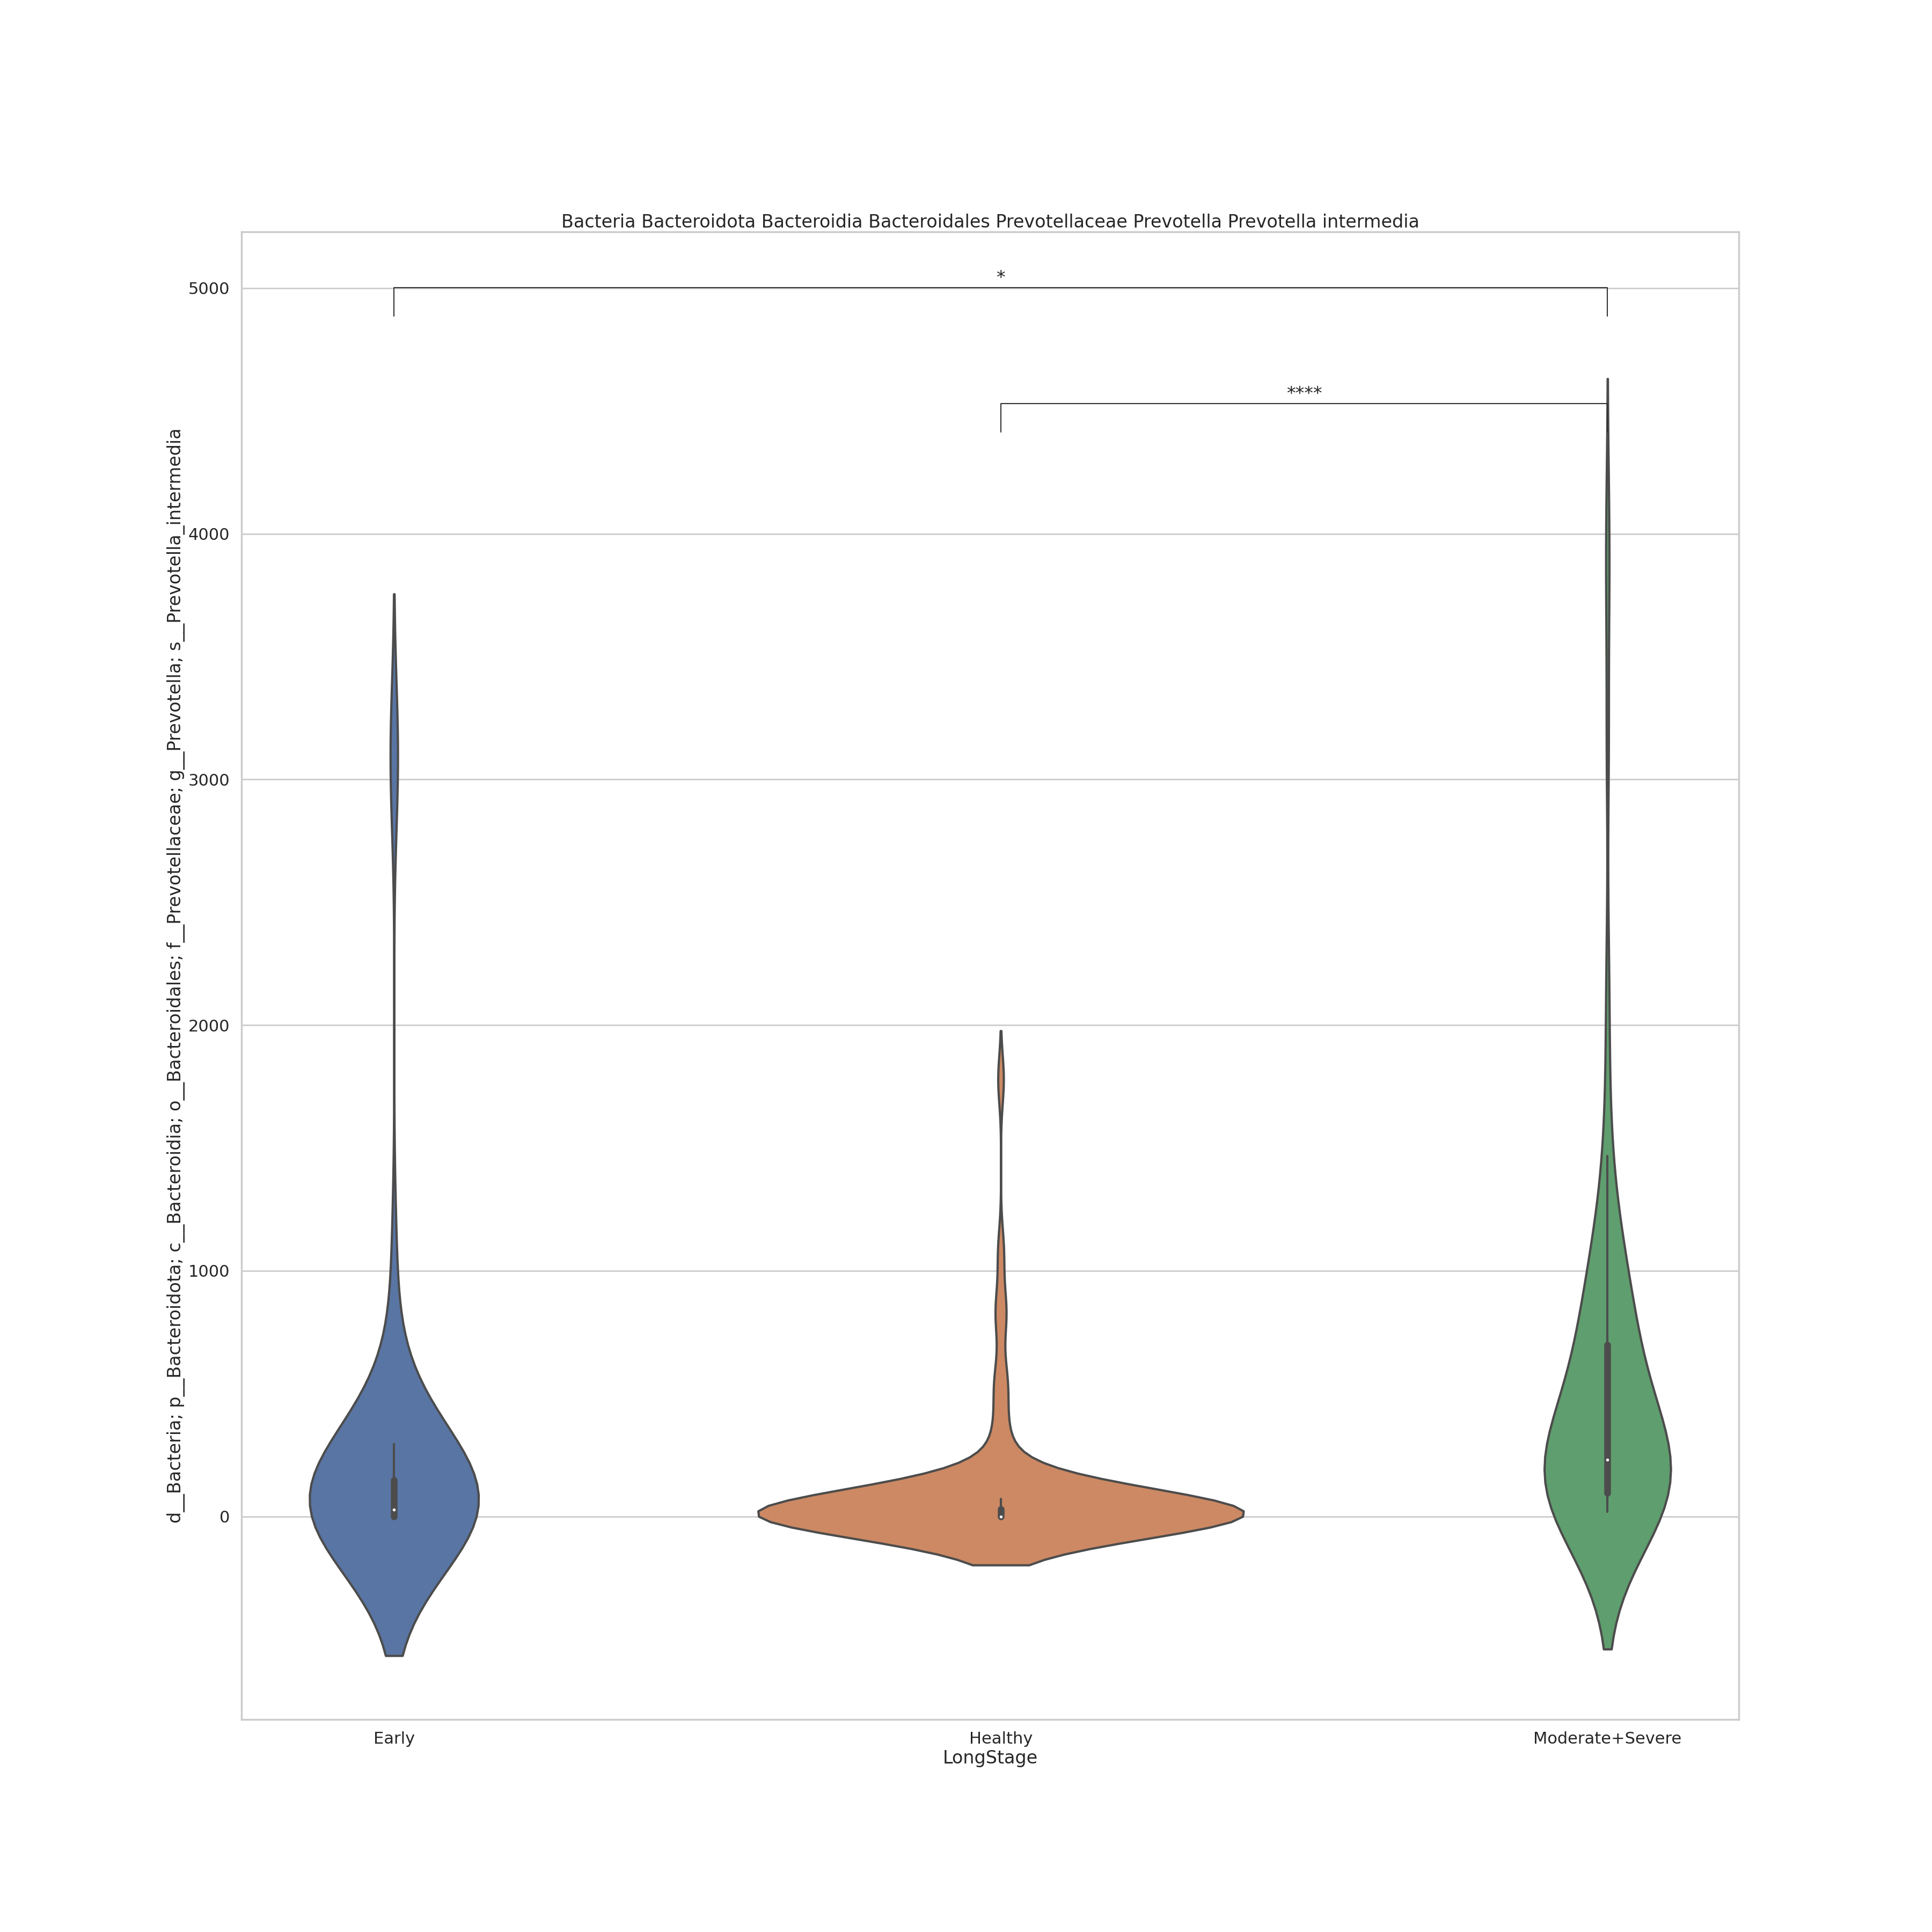 Bacteria Bacteroidota Bacteroidia Bacteroidales Prevotellaceae Prevotella Prevotella intermedia
d__Bacteria; p__Bacteroidota; c__Bacteroidia; o__Bacteroidales; f__Prevotellaceae; g__Prevotella; s__Prevotella_intermedia
5000
4000
3000
2000
1000
0
*
****
Early
Healthy
Moderate+Severe
LongStage